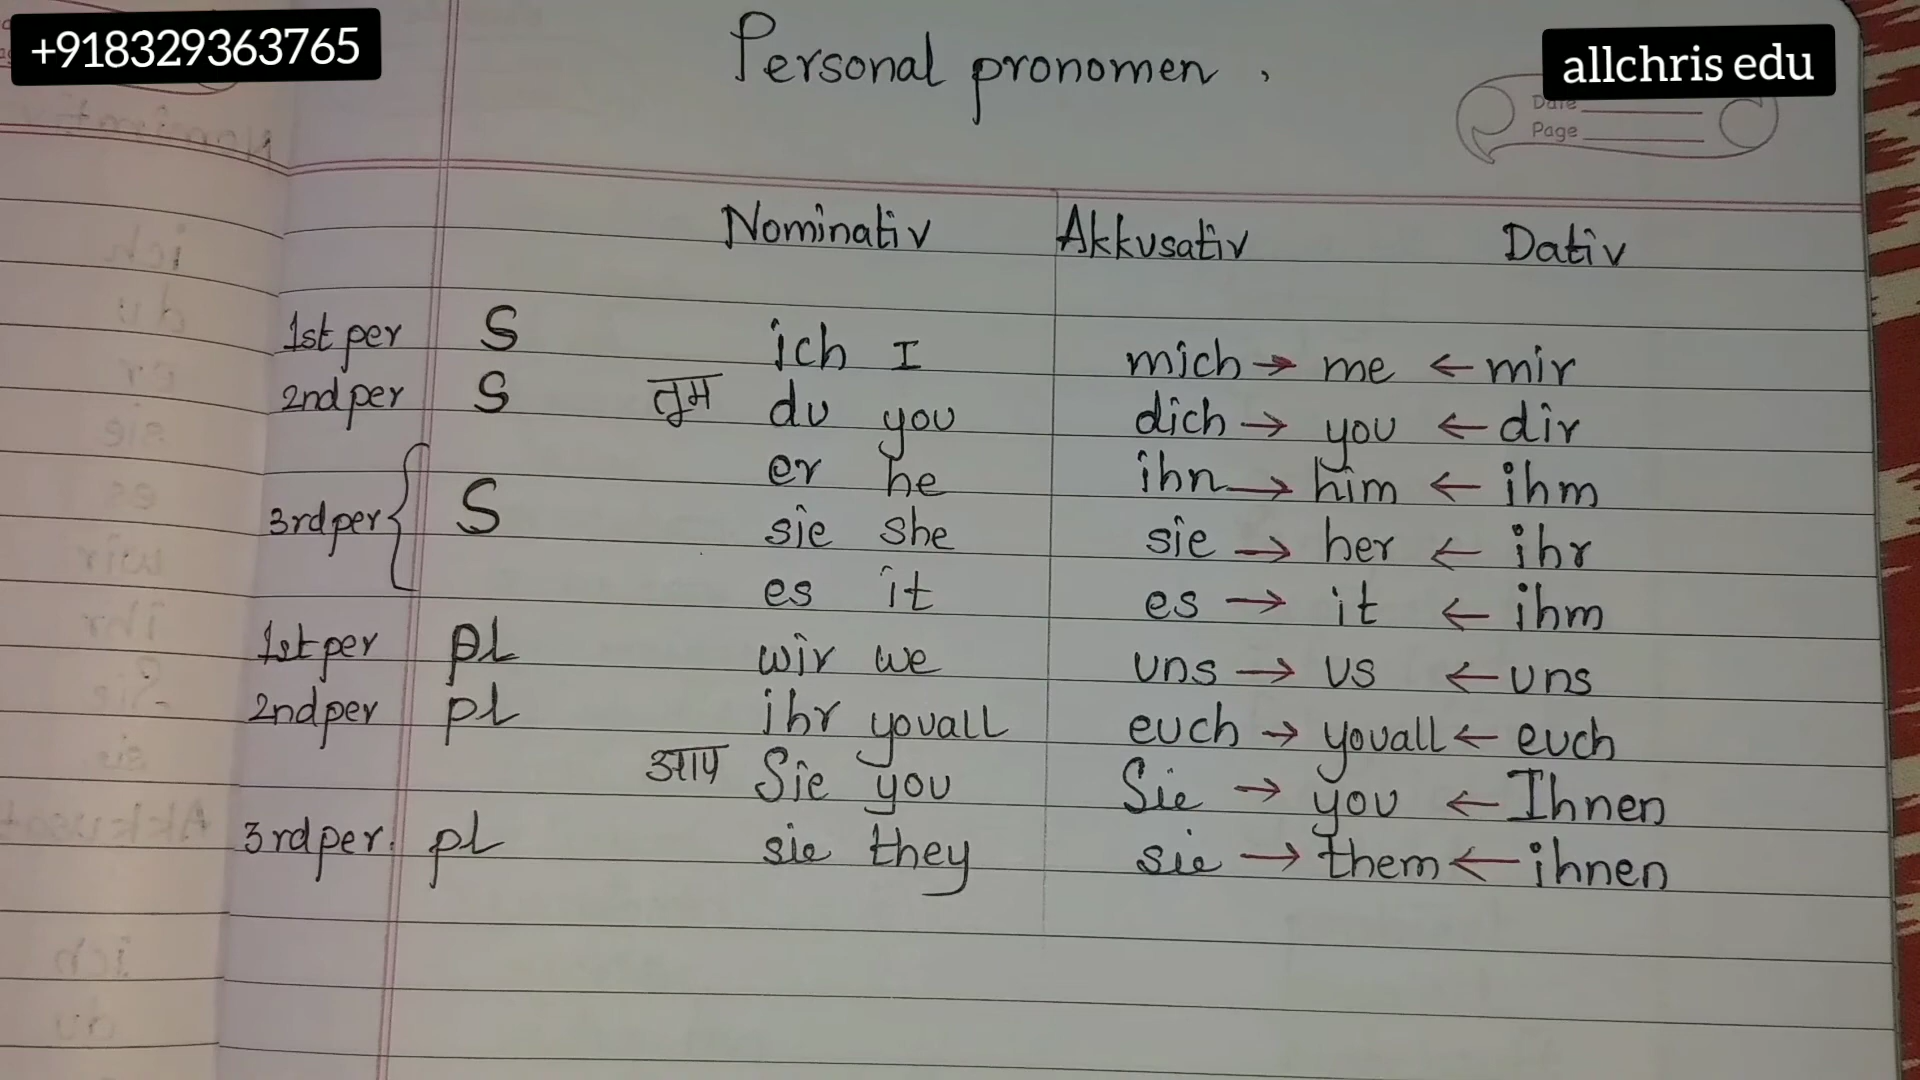 +918329363765
allchris edu
Personal pronomen .
Date
Page
Nominativ Akkusativ Dativ
1st per S ich I mich → me ← mir
2nd per S तुम du you dich → you ← dir
er he ihn → him ← ihm
3rd per S sie she sie → her ← ihr
es it es → it ← ihm
1st per pL wir we uns → us ← uns
2nd per pL ihr youall euch → youall ← euch
आप Sie you Sie → you ← Ihnen
3rd per. pL sie they sie → them ← ihnen